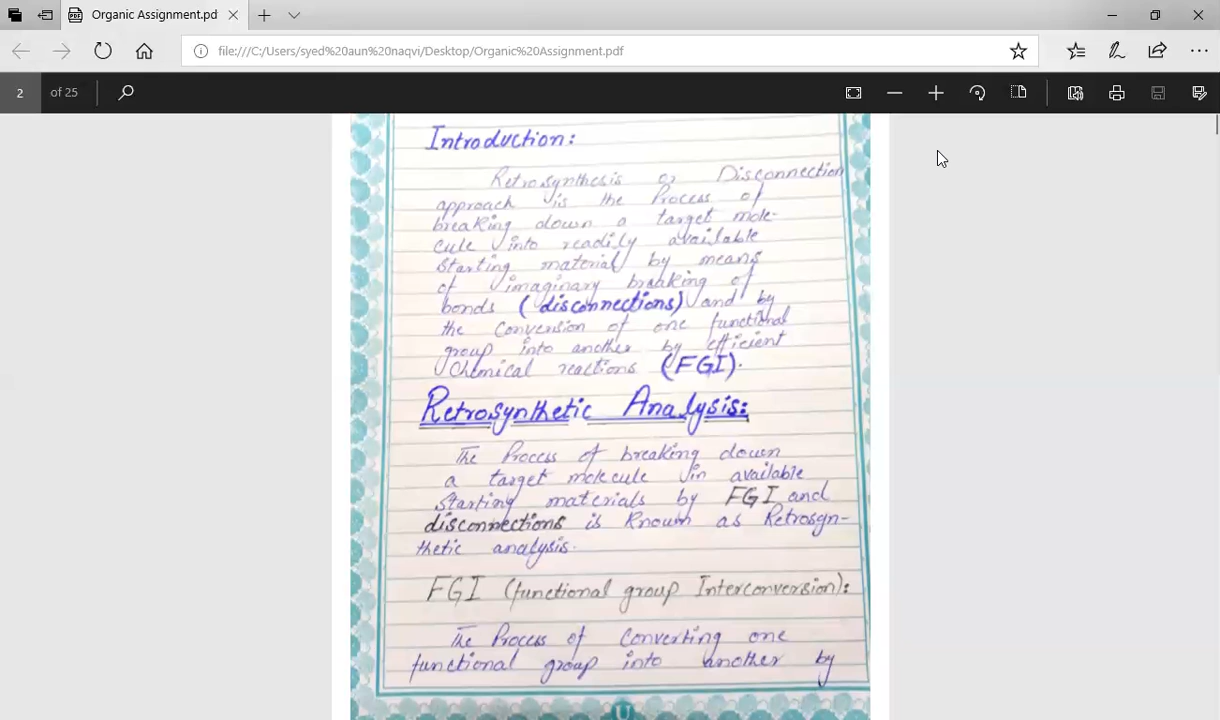 Organic Assignment.pd
file:///C:/Users/syed%20aun%20naqvi/Desktop/Organic%20Assignment.pdf
2 of 25
Introduction:
Retrosynthesis or Disconnection
approach is the Process of
breaking down a target mole-
cule into readily available
starting material by means
of imaginary braaking of
bonds (disconnections) and by
the conversion of one functional
group into another by efficient
Chemical reactions (FGI).
Retrosynthetic Analysis:
The Process of breaking down
a target molecule in available
starting materials by FGI and
disconnections is Known as Retrosyn-
thetic analysis.
FGI (functional group Interconversion):
The Process of Converting one
functional group into another by
U